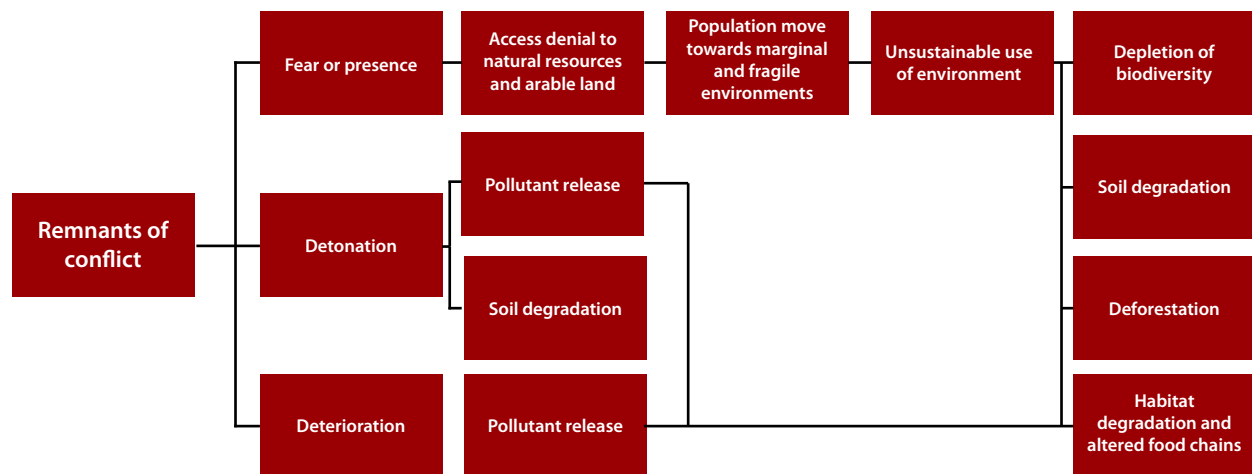 Remnants of
conflict
Fear or presence
Access denial to
natural resources
and arable land
Population move
towards marginal
and fragile
environments
Unsustainable use
of environment
Depletion of
biodiversity
Detonation
Pollutant release
Soil degradation
Soil degradation
Deforestation
Deterioration
Pollutant release
Habitat
degradation and
altered food chains